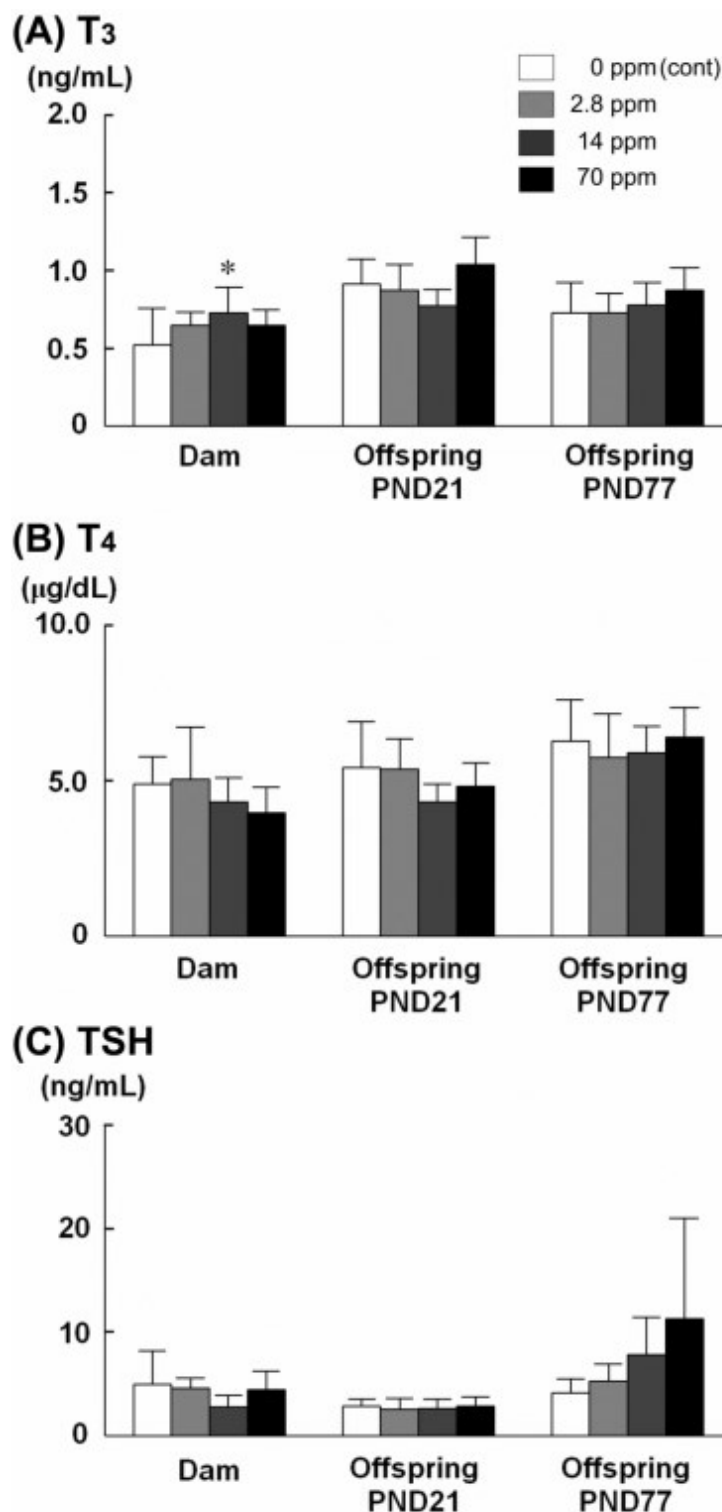 (A) T3
(ng/mL)
0 ppm (cont)
2.8 ppm
14 ppm
70 ppm
2.0
1.5
1.0
0.5
0
*
Dam
Offspring
PND21
Offspring
PND77
(B) T4
(μg/dL)
10.0
5.0
0
Dam
Offspring
PND21
Offspring
PND77
(C) TSH
(ng/mL)
30
20
10
0
Dam
Offspring
PND21
Offspring
PND77